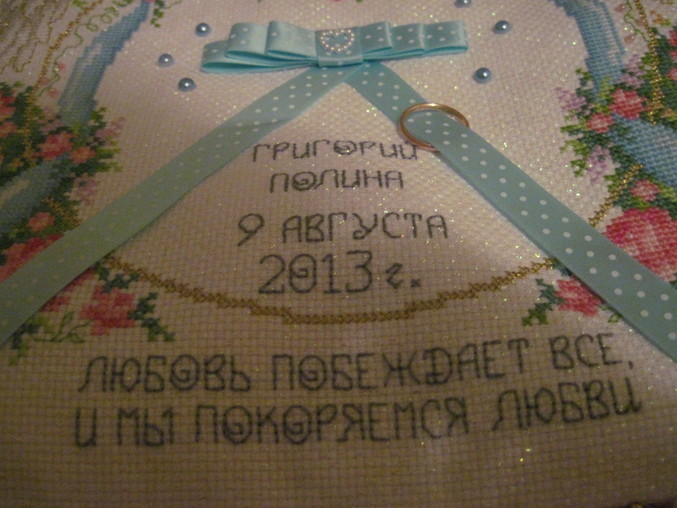 ГРИГОРИЙ
ПОЛИНА
9 АВГУСТА
2013 г.
ЛЮБОВЬ ПОБЕЖДАЕТ ВСЕ,
И МЫ ПОКОРЯЕМСЯ ЛЮБВИ